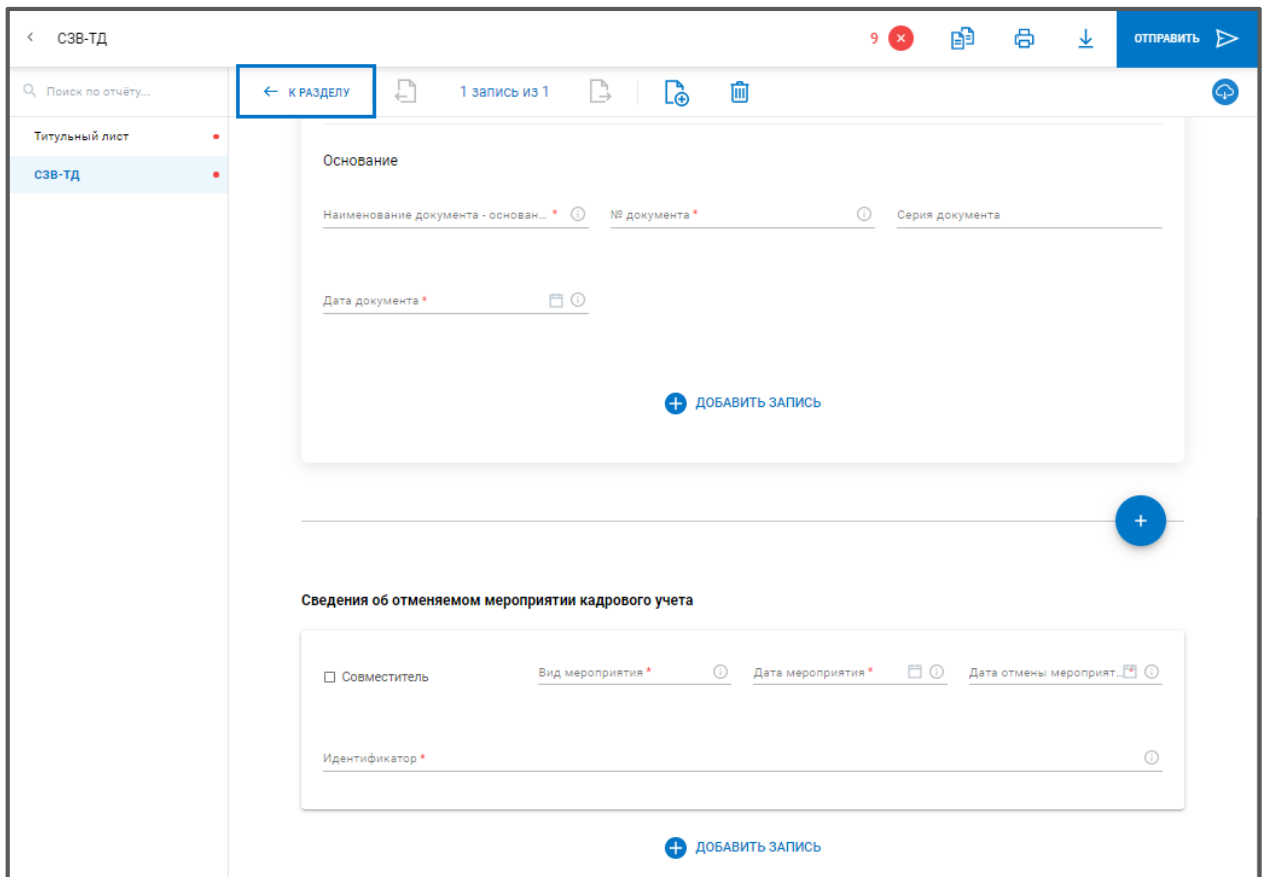 СЗВ-ТД
9
ОТПРАВИТЬ
Поиск по отчёту...
К РАЗДЕЛУ
1 запись из 1
Титульный лист
СЗВ-ТД
Основание
Наименование документа - основан... *
№ документа *
Серия документа
Дата документа *
ДОБАВИТЬ ЗАПИСЬ
Сведения об отменяемом мероприятии кадрового учета
Совместитель
Вид мероприятия *
Дата мероприятия *
Дата отмены мероприят... *
Идентификатор *
ДОБАВИТЬ ЗАПИСЬ